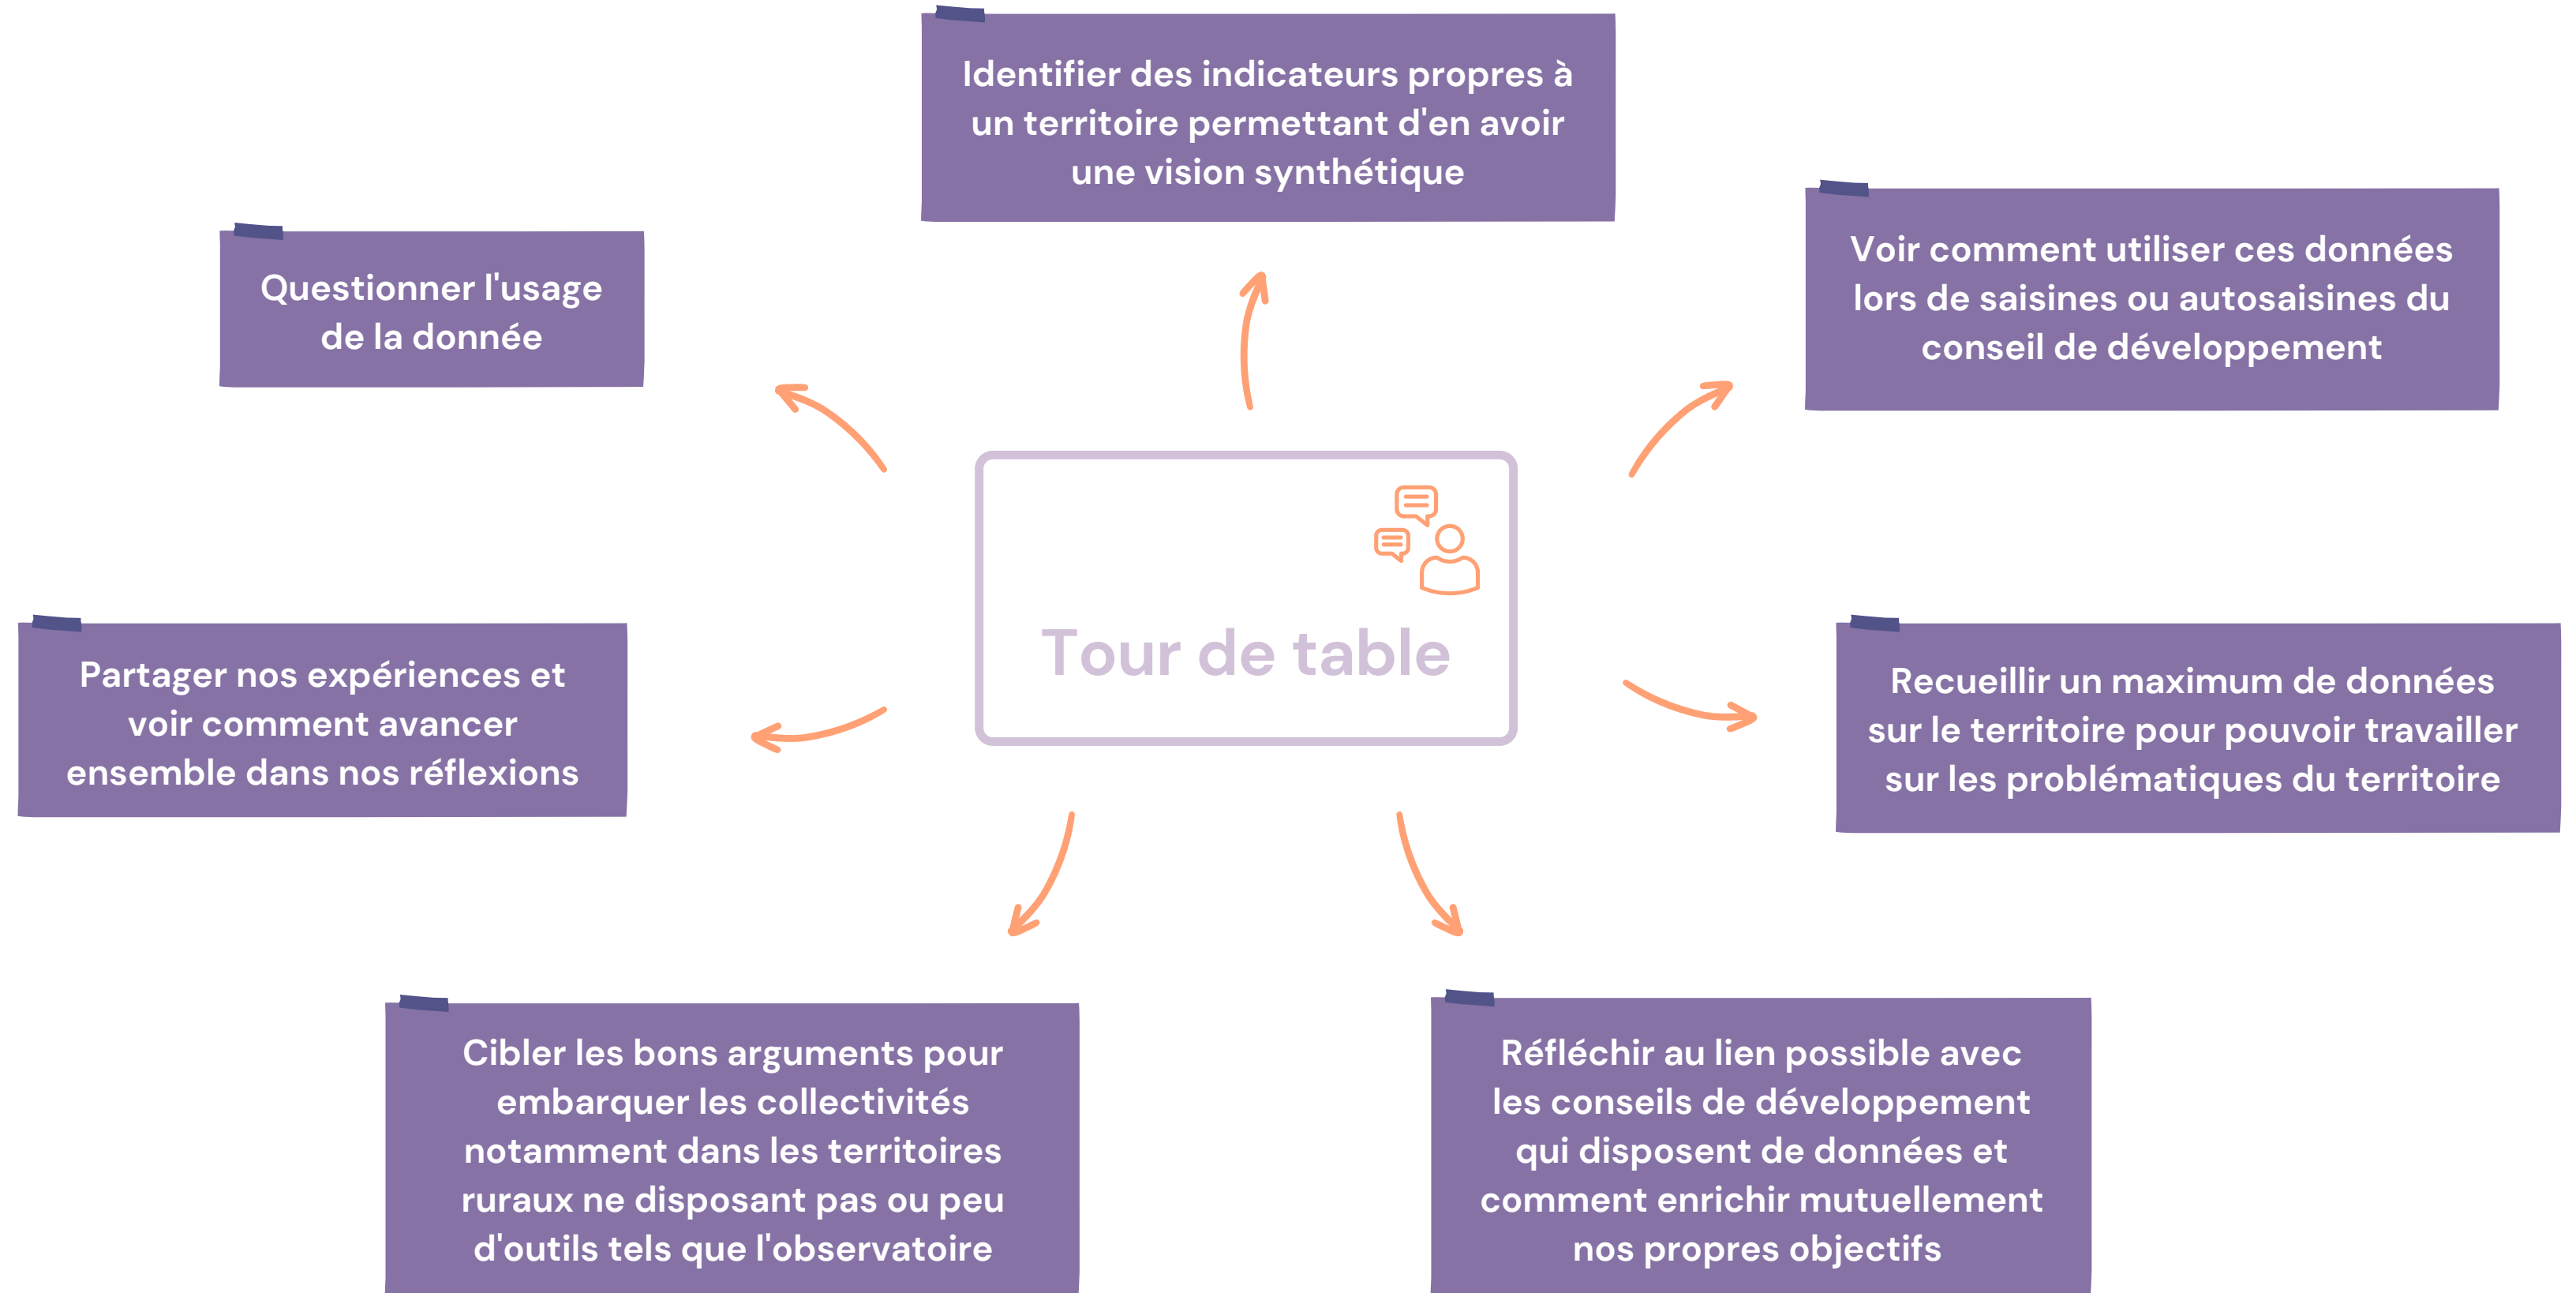 Identifier des indicateurs propres à
un territoire permettant d'en avoir
une vision synthétique
Voir comment utiliser ces données
lors de saisines ou autosaisines du
conseil de développement
Questionner l'usage
de la donnée
Tour de table
Partager nos expériences et
voir comment avancer
ensemble dans nos réflexions
Recueillir un maximum de données
sur le territoire pour pouvoir travailler
sur les problématiques du territoire
Cibler les bons arguments pour
embarquer les collectivités
notamment dans les territoires
ruraux ne disposant pas ou peu
d'outils tels que l'observatoire
Réfléchir au lien possible avec
les conseils de développement
qui disposent de données et
comment enrichir mutuellement
nos propres objectifs